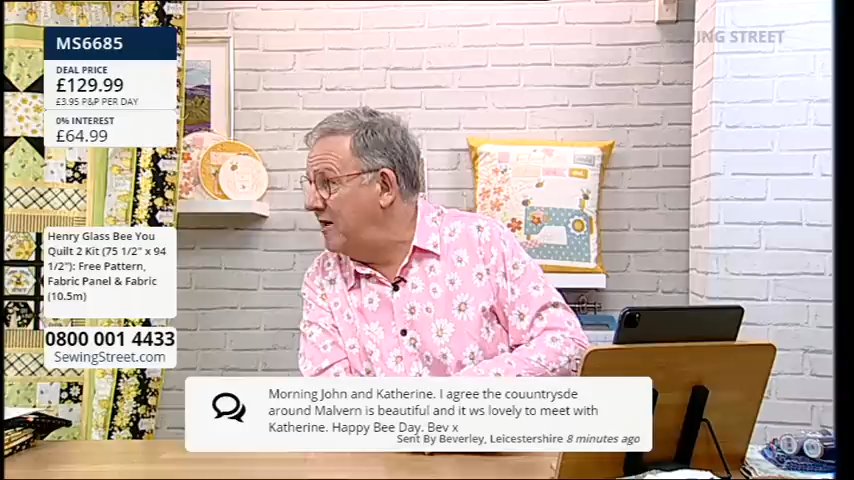 MS6685
DEAL PRICE
£129.99
£3.95 P&P PER DAY
0% INTEREST
£64.99
Henry Glass Bee You
Quilt 2 Kit (75 1/2" x 94
1/2"): Free Pattern,
Fabric Panel & Fabric
(10.5m)
0800 001 4433
SewingStreet.com
ING STREET
Morning John and Katherine. I agree the couuntrysde
around Malvern is beautiful and it ws lovely to meet with
Katherine. Happy Bee Day. Bev x
Sent By Beverley, Leicestershire 8 minutes ago